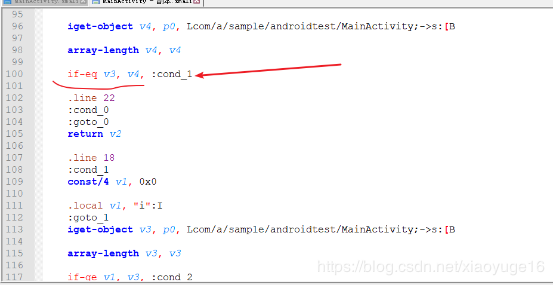 95
96 iget-object v4, p0, Lcom/a/sample/androidtest/MainActivity;->s:[B
97
98 array-length v4, v4
99
100 if-eq v3, v4, :cond_1
101
102 .line 22
103 :cond_0
104 :goto_0
105 return v2
106
107 .line 18
108 :cond_1
109 const/4 v1, 0x0
110
111 .local v1, "i":I
112 :goto_1
113 iget-object v3, p0, Lcom/a/sample/androidtest/MainActivity;->s:[B
114
115 array-length v3, v3
116
117 if-ge v1, v3, :cond_2
https://blog.csdn.net/xiaoyuge16